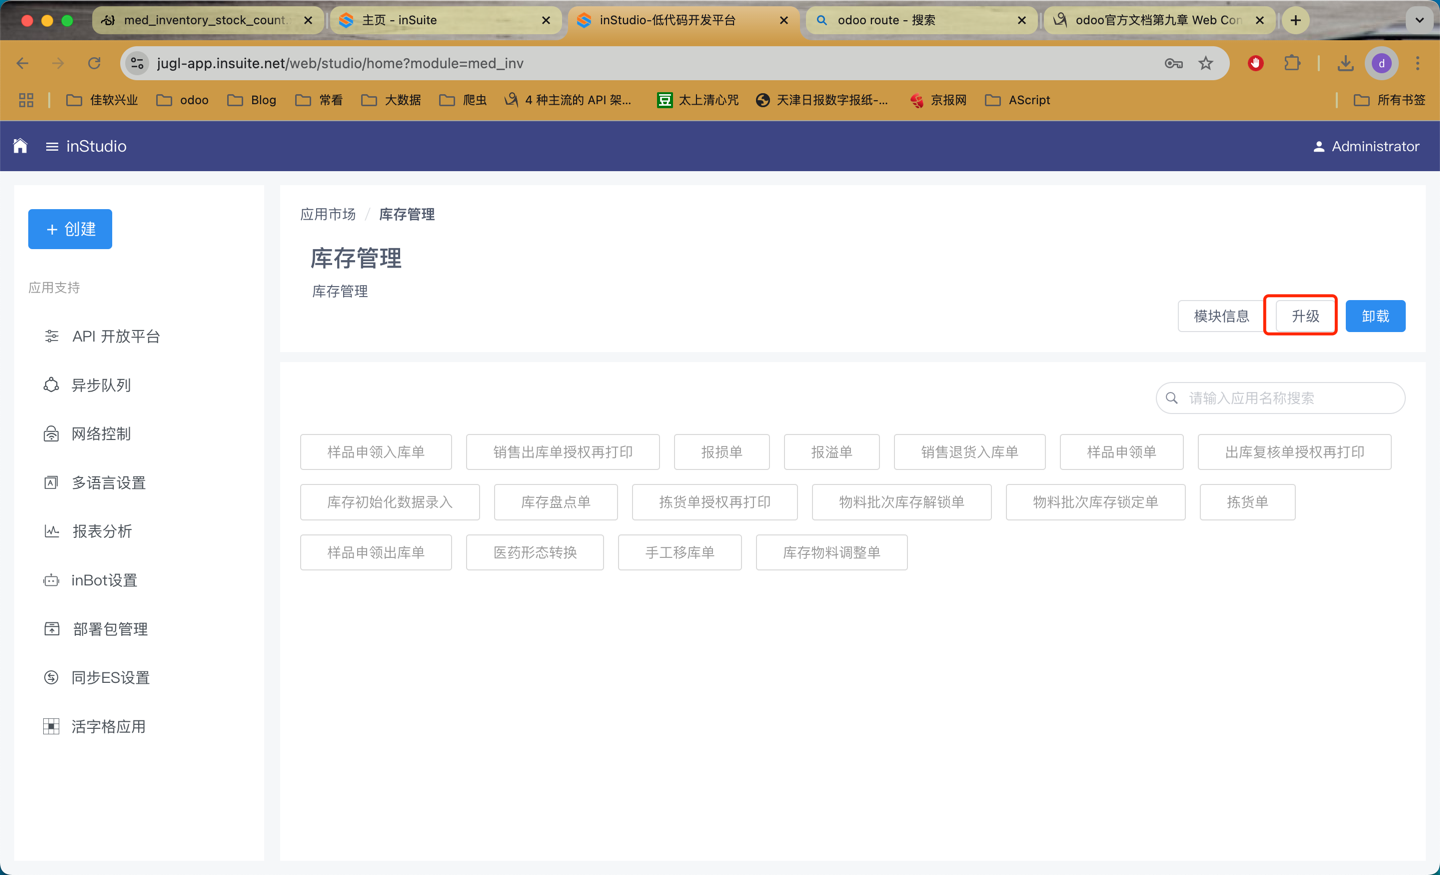 med_inventory_stock_count.
主页 - inSuite
inStudio-低代码开发平台
odoo route - 搜索
odoo官方文档第九章 Web Con
jugl-app.insuite.net/web/studio/home?module=med_inv
d
佳软兴业
odoo
Blog
常看
大数据
爬虫
4 种主流的 API 架...
豆
太上清心咒
天津日报数字报纸-...
京报网
AScript
所有书签
inStudio
Administrator
+ 创建
应用支持
API 开放平台
异步队列
网络控制
多语言设置
报表分析
inBot设置
部署包管理
同步ES设置
活字格应用
应用市场 / 库存管理
库存管理
库存管理
模块信息
升级
卸载
请输入应用名称搜索
样品申领入库单
销售出库单授权再打印
报损单
报溢单
销售退货入库单
样品申领单
出库复核单授权再打印
库存初始化数据录入
库存盘点单
拣货单授权再打印
物料批次库存解锁单
物料批次库存锁定单
拣货单
样品申领出库单
医药形态转换
手工移库单
库存物料调整单